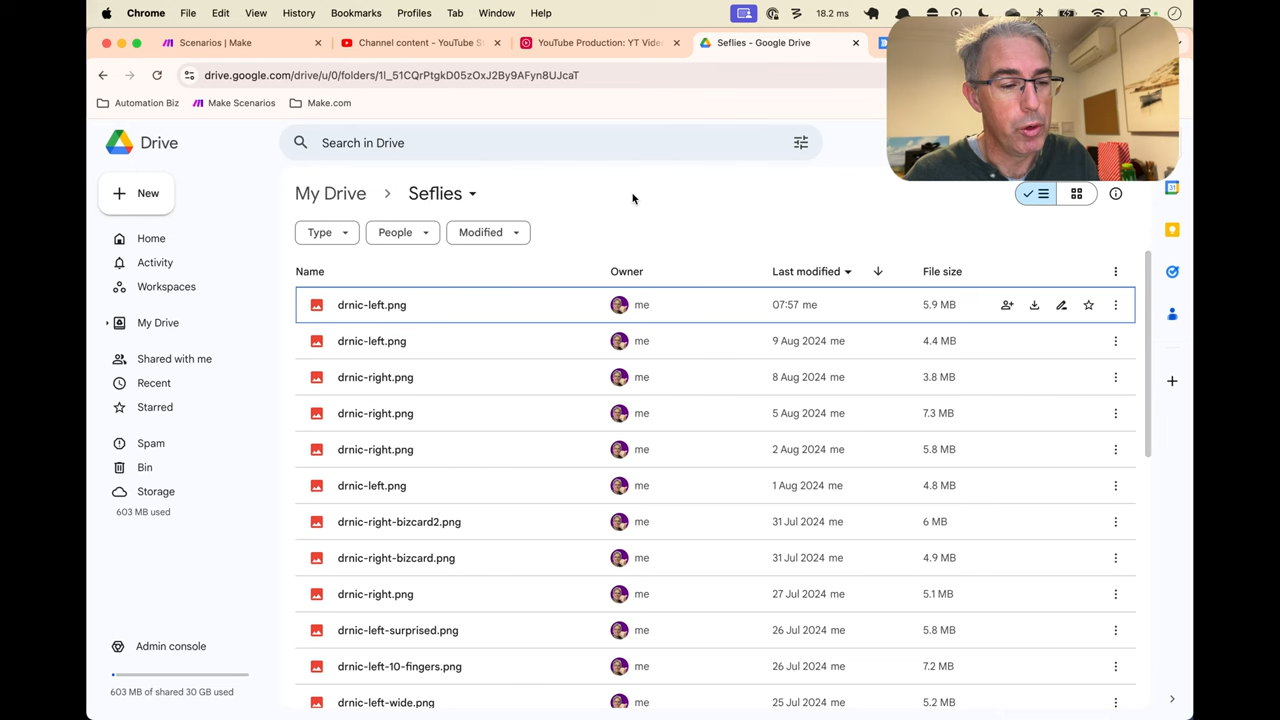 Chrome File Edit View History Bookmarks Profiles Tab Window Help 18.2 ms
Scenarios | Make
Channel content - YouTube S
YouTube Production: YT Vide
Seflies - Google Drive
drive.google.com/drive/u/0/folders/1l_51CQrPtgkD05zOxJ2By9AFyn8UJcaT
Automation Biz Make Scenarios Make.com
Drive
Search in Drive
New
My Drive Seflies
Type People Modified
Home
Activity
Workspaces
My Drive
Shared with me
Recent
Starred
Spam
Bin
Storage
603 MB used
Admin console
603 MB of shared 30 GB used
Name Owner Last modified File size
drnic-left.png me 07:57 me 5.9 MB
drnic-left.png me 9 Aug 2024 me 4.4 MB
drnic-right.png me 8 Aug 2024 me 3.8 MB
drnic-right.png me 5 Aug 2024 me 7.3 MB
drnic-right.png me 2 Aug 2024 me 5.8 MB
drnic-left.png me 1 Aug 2024 me 4.8 MB
drnic-right-bizcard2.png me 31 Jul 2024 me 6 MB
drnic-right-bizcard.png me 31 Jul 2024 me 4.9 MB
drnic-right.png me 27 Jul 2024 me 5.1 MB
drnic-left-surprised.png me 26 Jul 2024 me 5.8 MB
drnic-left-10-fingers.png me 26 Jul 2024 me 7.2 MB
drnic-left-wide.png me 25 Jul 2024 me 5.2 MB
31